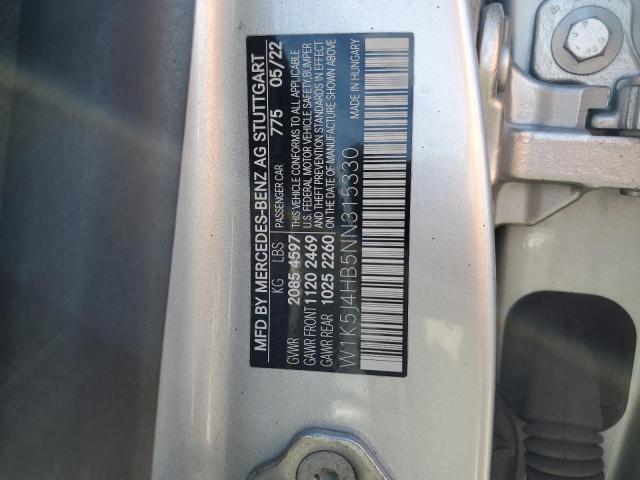 MFD BY MERCEDES-BENZ AG STUTTGART
PASSENGER CAR 775 05/22
KG LBS
THIS VEHICLE CONFORMS TO ALL APPLICABLE
GVWR 2085 4597
U.S. FEDERAL MOTOR VEHICLE SAFETY,BUMPER
GAWR FRONT 1120 2469
AND THEFT PREVENTION STANDARDS IN EFFECT
GAWR REAR 1025 2260
ON THE DATE OF MANUFACTURE SHOWN ABOVE
MADE IN HUNGARY
W1K5J4HB5NN315330